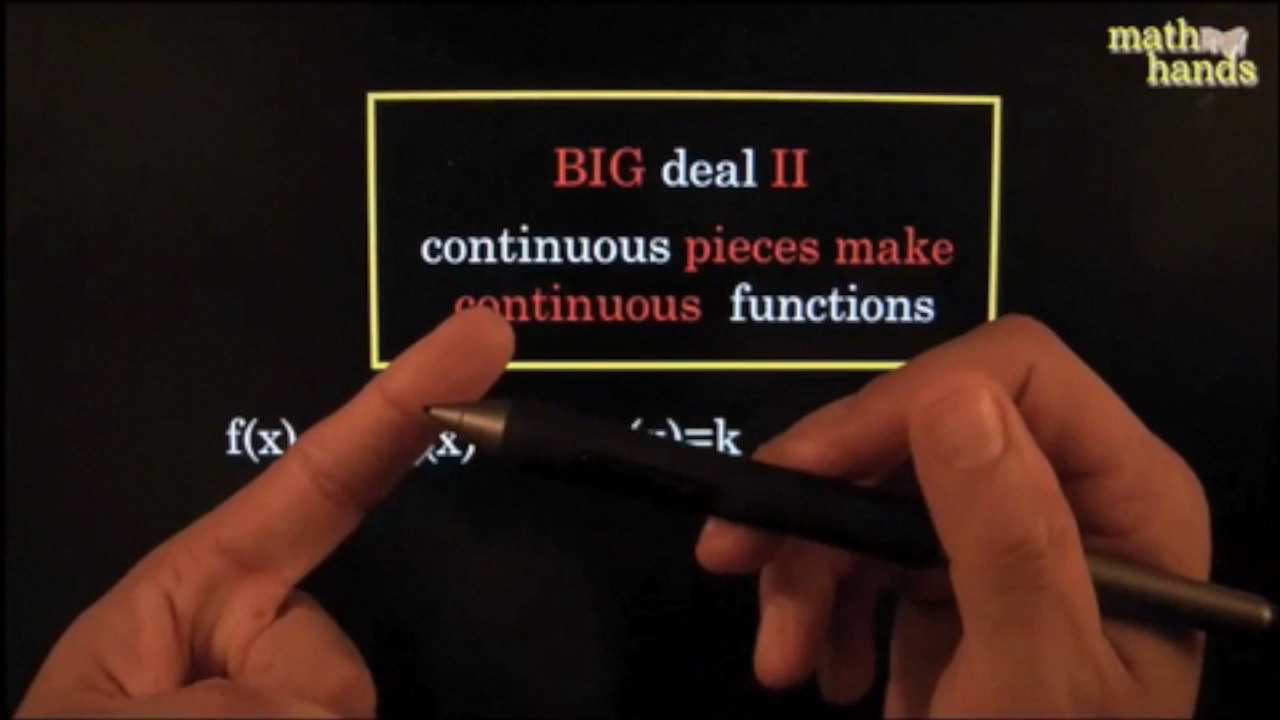 math
hands
BIG deal II
continuous pieces make
continuous functions
f(x) x, (x)=k